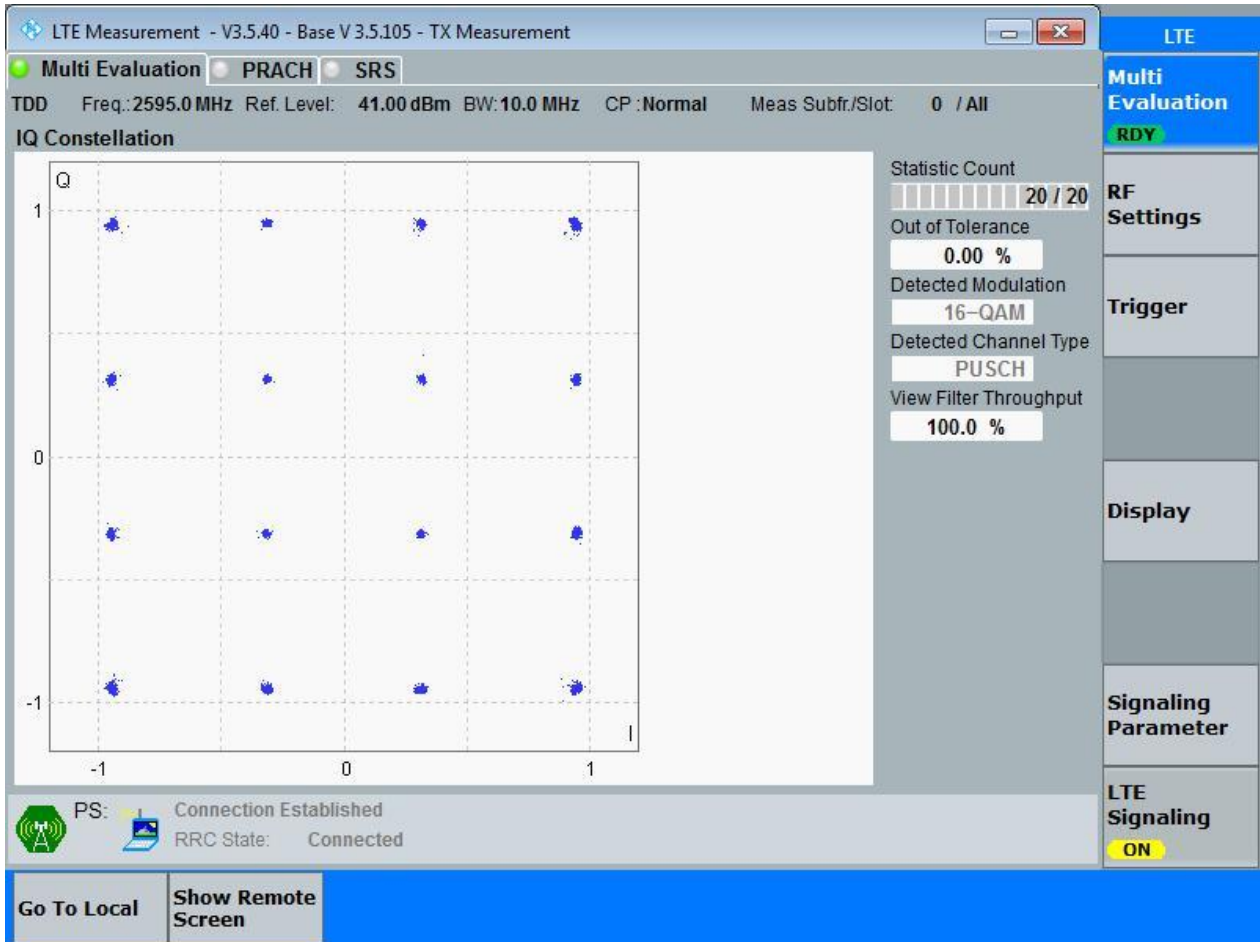 LTE Measurement - V3.5.40 - Base V 3.5.105 - TX Measurement
LTE
Multi Evaluation PRACH SRS
TDD Freq.: 2595.0 MHz Ref. Level: 41.00 dBm BW: 10.0 MHz CP : Normal Meas Subfr./Slot: 0 / All
IQ Constellation
Q
1
0
-1
I
-1 0 1
Statistic Count
20 / 20
Out of Tolerance
0.00 %
Detected Modulation
16-QAM
Detected Channel Type
PUSCH
View Filter Throughput
100.0 %
Multi
Evaluation
RDY
RF
Settings
Trigger
Display
Signaling
Parameter
LTE
Signaling
ON
PS: Connection Established
RRC State: Connected
Go To Local
Show Remote
Screen